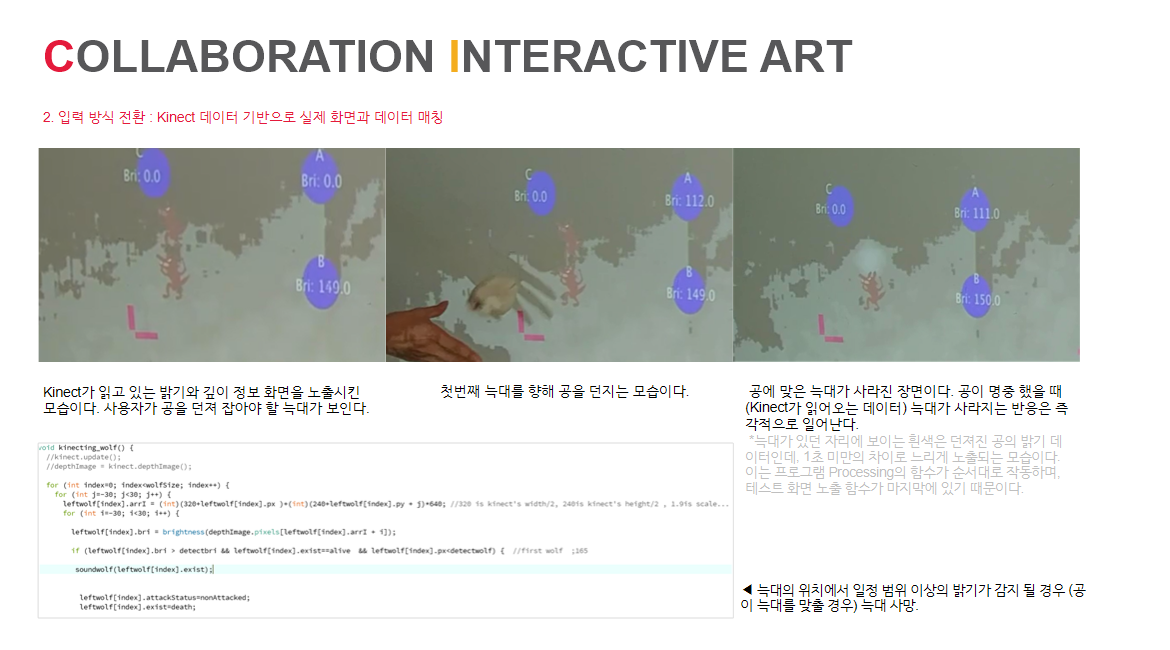 COLLABORATION INTERACTIVE ART
2. 입력 방식 전환 : Kinect 데이터 기반으로 실제 화면과 데이터 매칭
C
Bri: 0.0
A
Bri: 0.0
B
Bri: 149.0
C
Bri: 0.0
A
Bri: 112.0
B
Bri: 149.0
C
Bri: 0.0
A
Bri: 111.0
B
Bri: 150.0
Kinect가 읽고 있는 밝기와 깊이 정보 화면을 노출시킨
모습이다. 사용자가 공을 던져 잡아야 할 늑대가 보인다.
첫번째 늑대를 향해 공을 던지는 모습이다.
공에 맞은 늑대가 사라진 장면이다. 공이 명중 했을 때
(Kinect가 읽어오는 데이터) 늑대가 사라지는 반응은 즉
각적으로 일어난다.
*늑대가 있던 자리에 보이는 흰색은 던져진 공의 밝기 데
이터인데, 1초 미만의 차이로 느리게 노출되는 모습이다.
이는 프로그램 Processing의 함수가 순서대로 작동하며,
테스트 화면 노출 함수가 마지막에 있기 때문이다.
void kinecting_wolf() {
//kinect.update();
//depthImage = kinect.depthImage();
for (int index=0; index<wolfSize; index++) {
for (int j=-30; j<30; j++) {
leftwolf[index].arrI = (int)(320+leftwolf[index].px )+(int)(240+leftwolf[index].py + j)*640; //320 is kinect's width/2, 240is kinect's height/2 , 1.9is scale...
for (int i=-30; i<30; i++) {
leftwolf[index].bri = brightness(depthImage.pixels[leftwolf[index].arrI + i]);
if (leftwolf[index].bri > detectbri && leftwolf[index].exist==alive && leftwolf[index].px<detectwolf) { //first wolf ;165
soundwolf(leftwolf[index].exist);
leftwolf[index].attackStatus=nonAttacked;
leftwolf[index].exist=death;
◀ 늑대의 위치에서 일정 범위 이상의 밝기가 감지 될 경우 (공
이 늑대를 맞출 경우) 늑대 사망.